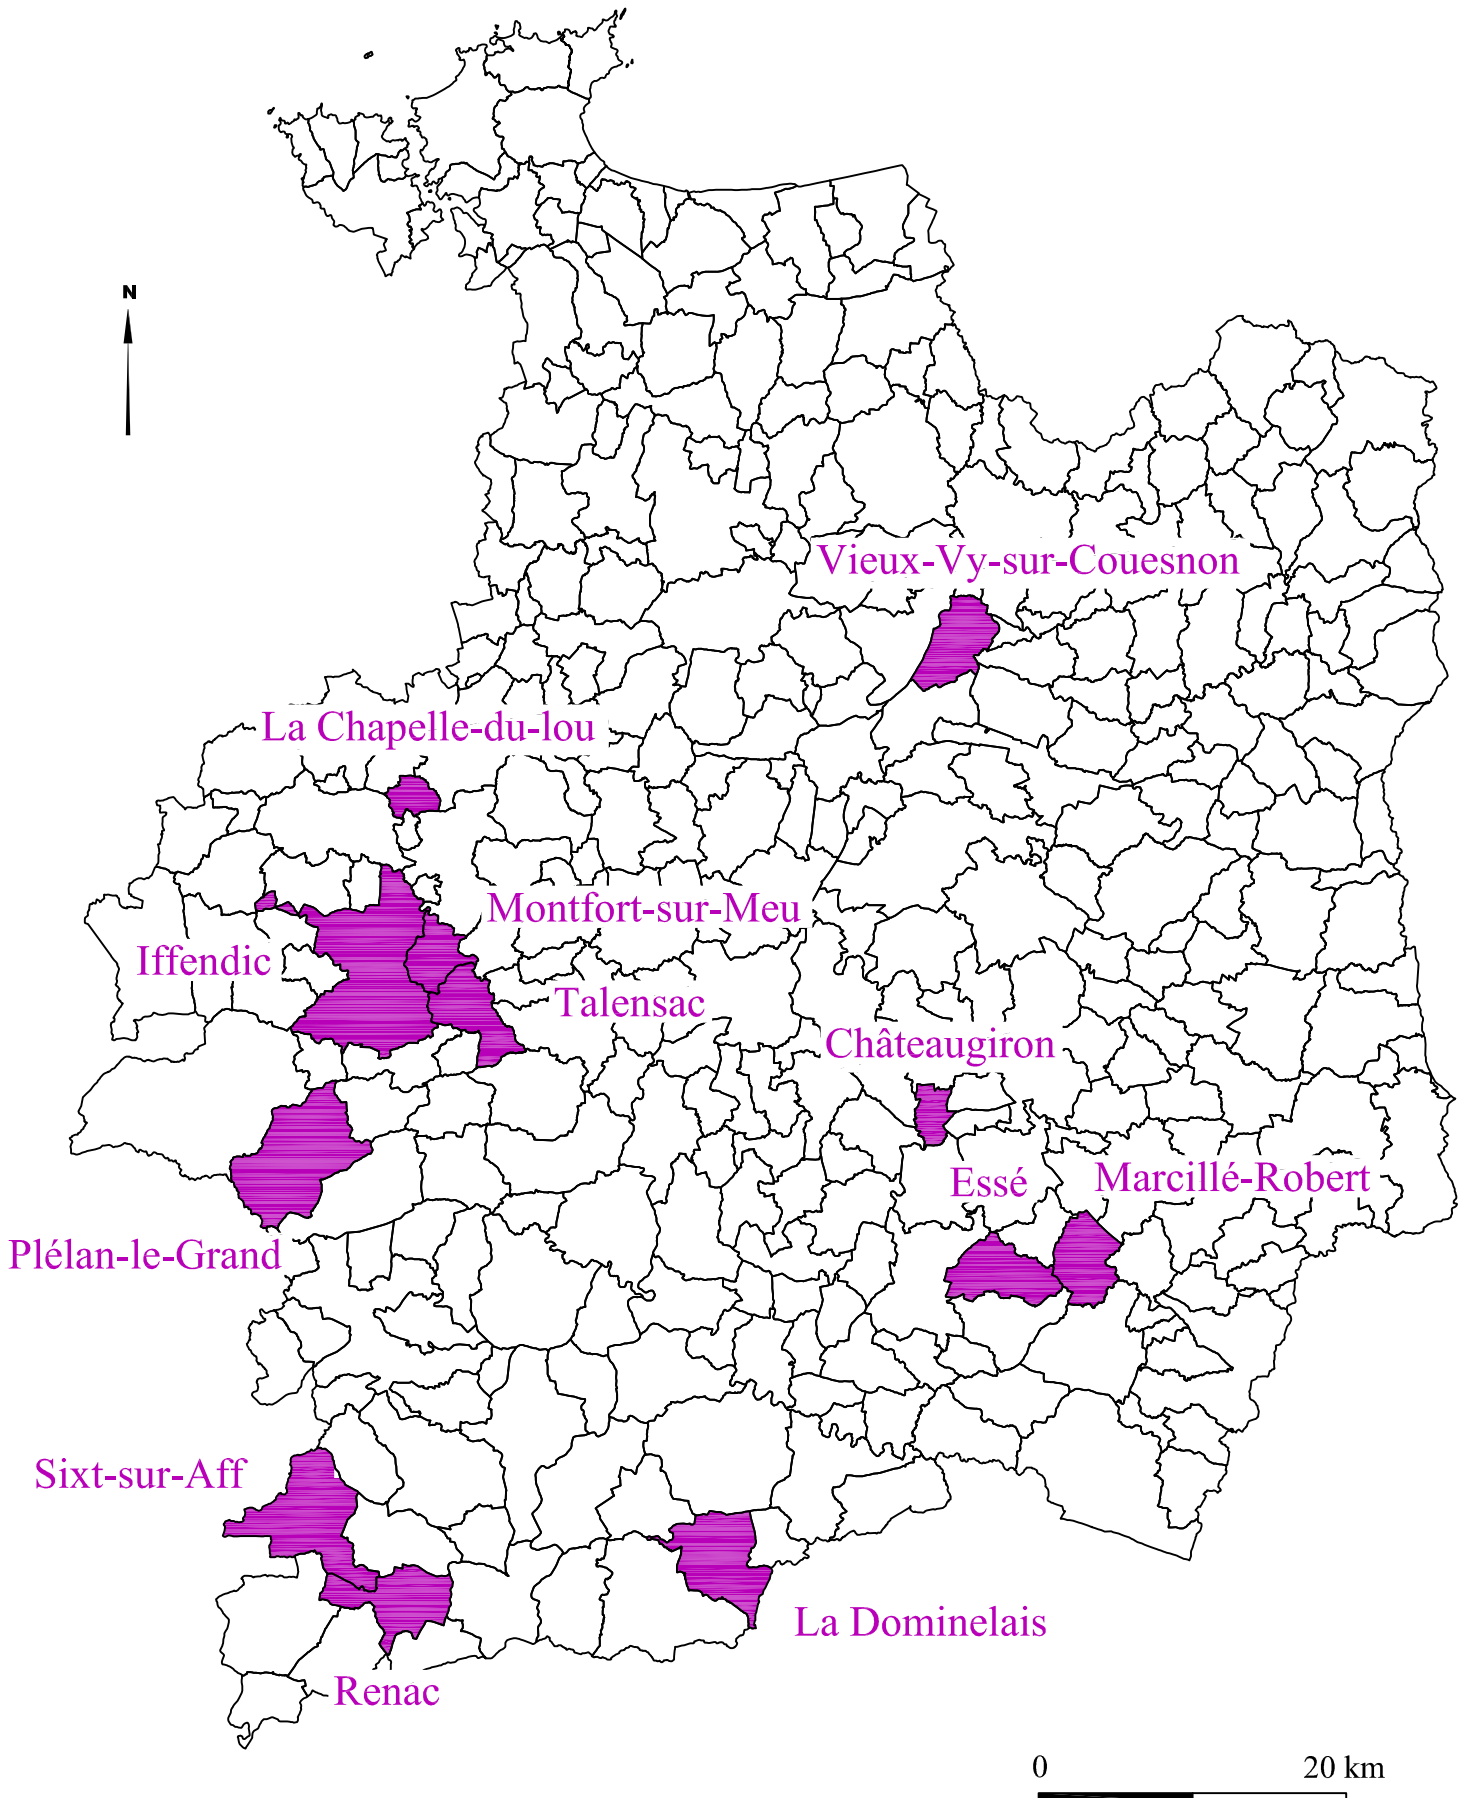 N
Vieux-Vy-sur-Couesnon
La Chapelle-du-lou
Montfort-sur-Meu
Iffendic
Talensac
Châteaugiron
Essé
Marcillé-Robert
Plélan-le-Grand
Sixt-sur-Aff
La Dominelais
Renac
0 20 km